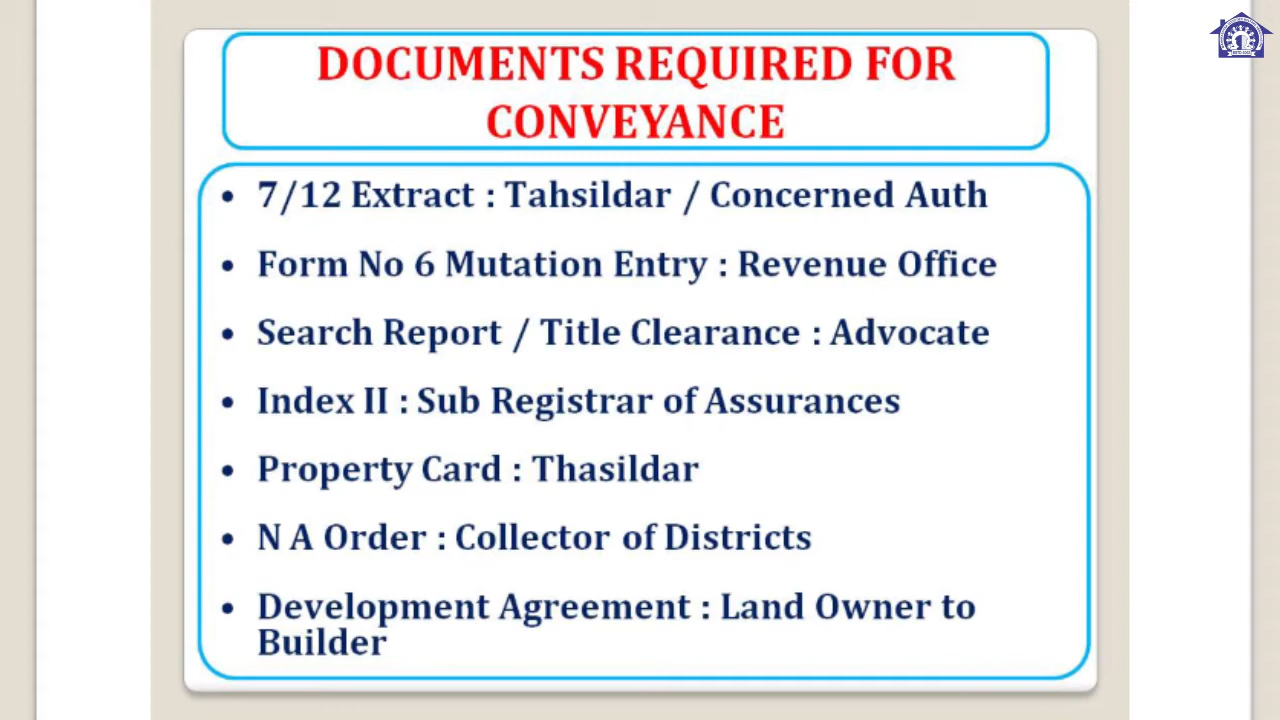 DOCUMENTS REQUIRED FOR
CONVEYANCE
• 7/12 Extract : Tahsildar / Concerned Auth
• Form No 6 Mutation Entry : Revenue Office
• Search Report / Title Clearance : Advocate
• Index II : Sub Registrar of Assurances
• Property Card : Thasildar
• N A Order : Collector of Districts
• Development Agreement : Land Owner to
Builder